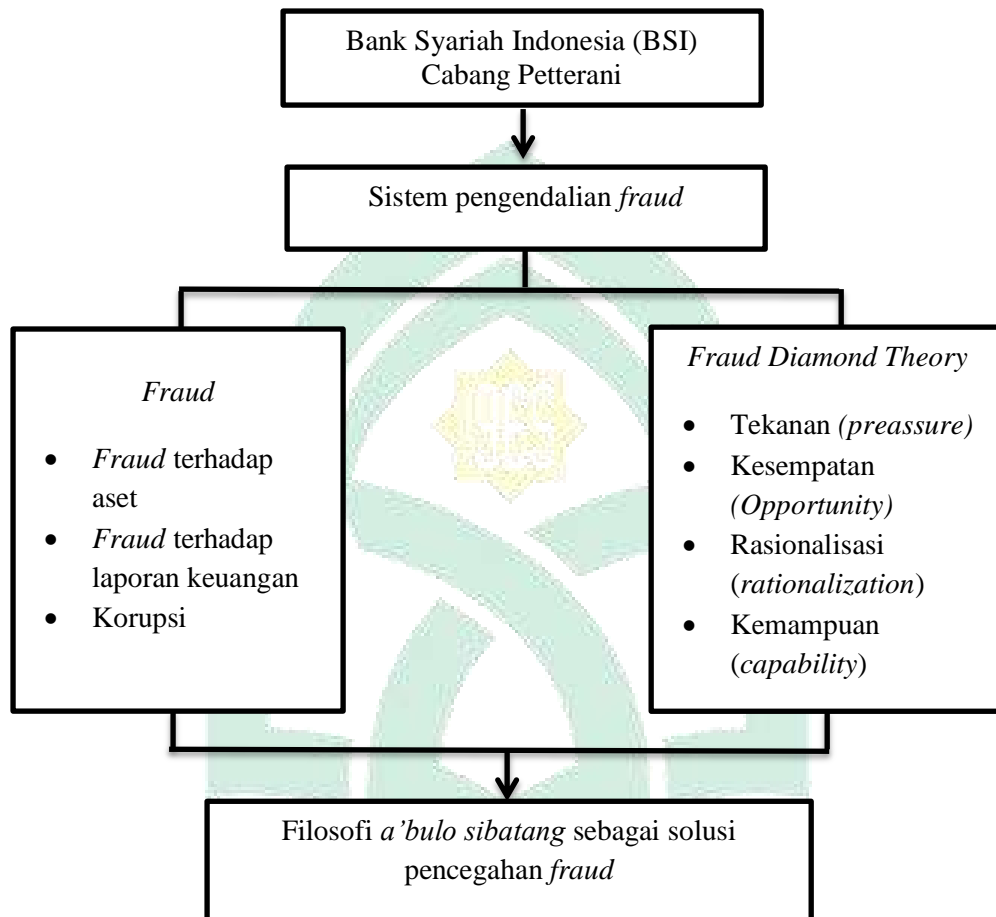 Bank Syariah Indonesia (BSI)
Cabang Petterani
Sistem pengendalian fraud
Fraud
• Fraud terhadap
aset
• Fraud terhadap
laporan keuangan
• Korupsi
Fraud Diamond Theory
• Tekanan (preassure)
• Kesempatan
(Opportunity)
• Rasionalisasi
(rationalization)
• Kemampuan
(capability)
Filosofi a’bulo sibatang sebagai solusi
pencegahan fraud